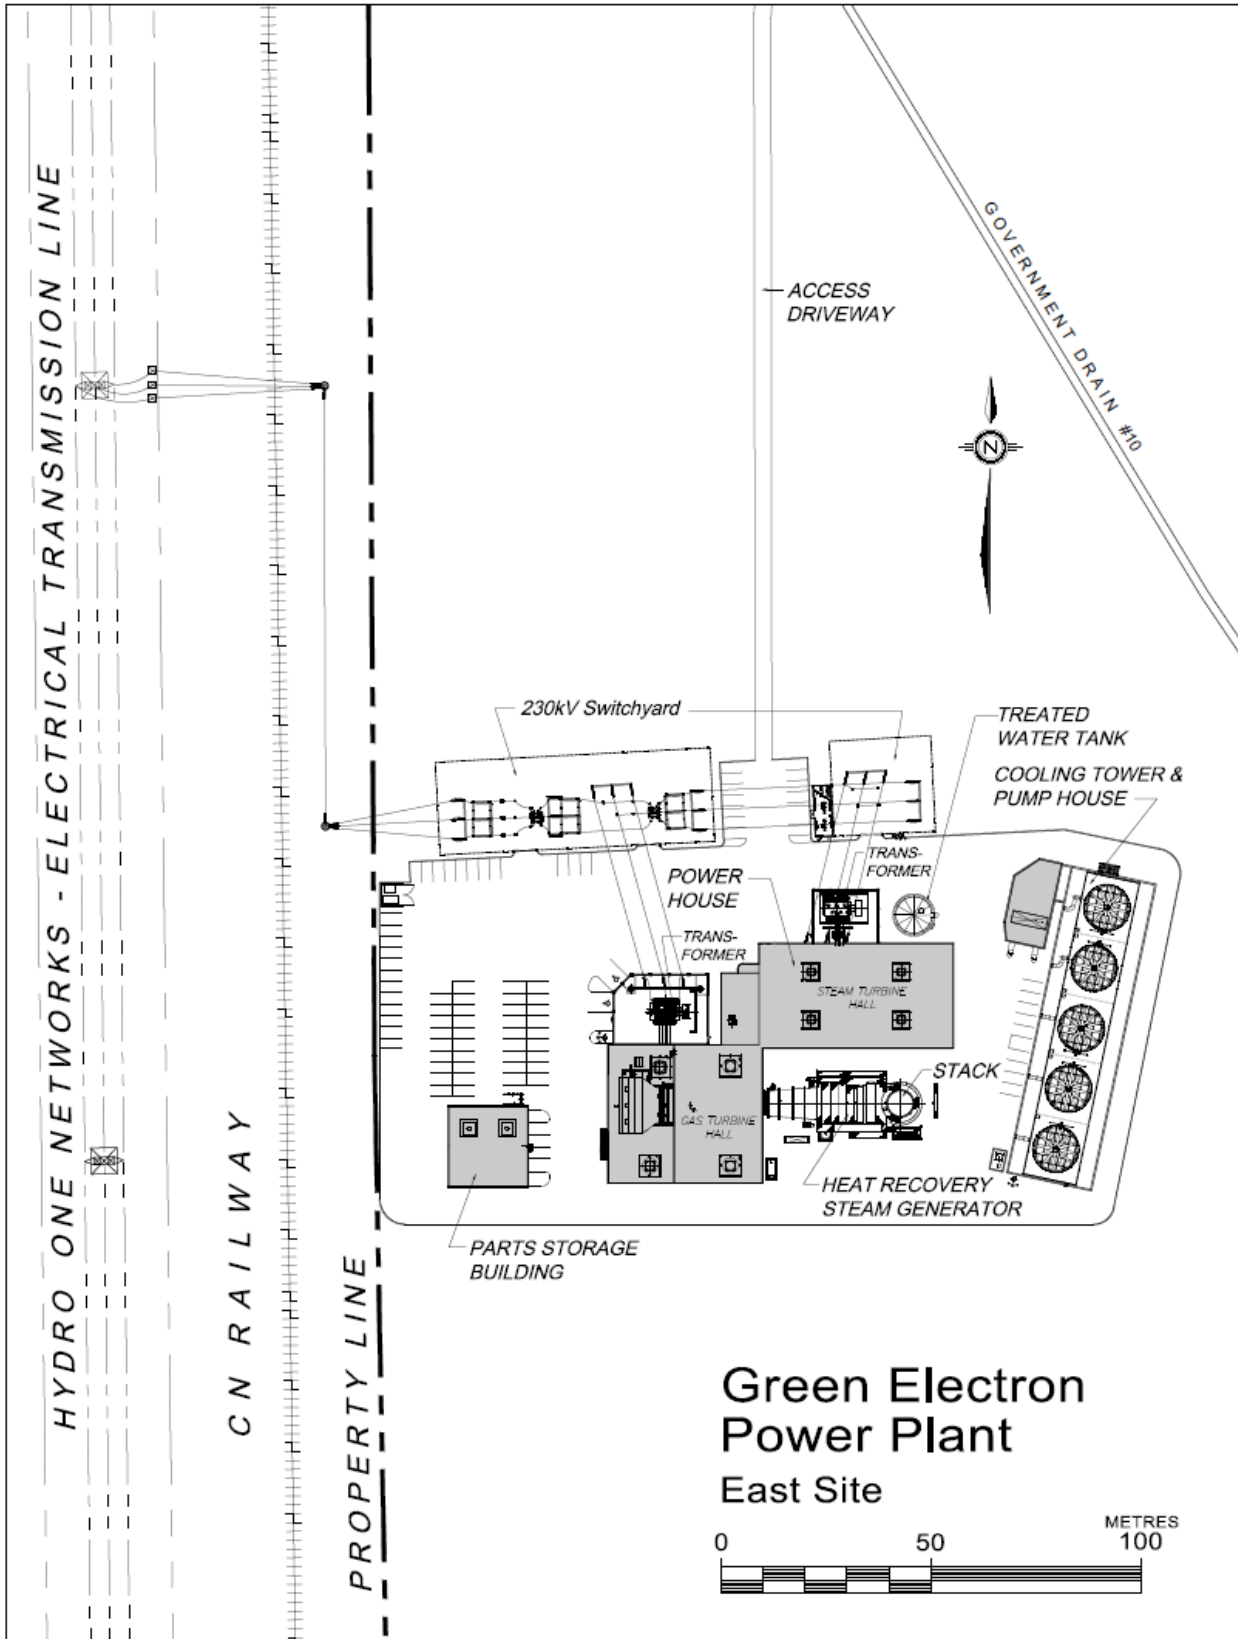 HYDRO ONE NETWORKS - ELECTRICAL TRANSMISSION LINE
CN RAILWAY
PROPERTY LINE
GOVERNMENT DRAIN #10
ACCESS
DRIVEWAY
N
230kV Switchyard
TREATED
WATER TANK
COOLING TOWER &
PUMP HOUSE
TRANS-
FORMER
POWER
HOUSE
TRANS-
FORMER
STEAM TURBINE
HALL
STACK
GAS TURBINE
HALL
HEAT RECOVERY
STEAM GENERATOR
PARTS STORAGE
BUILDING
Green Electron
Power Plant
East Site
METRES
0 50 100